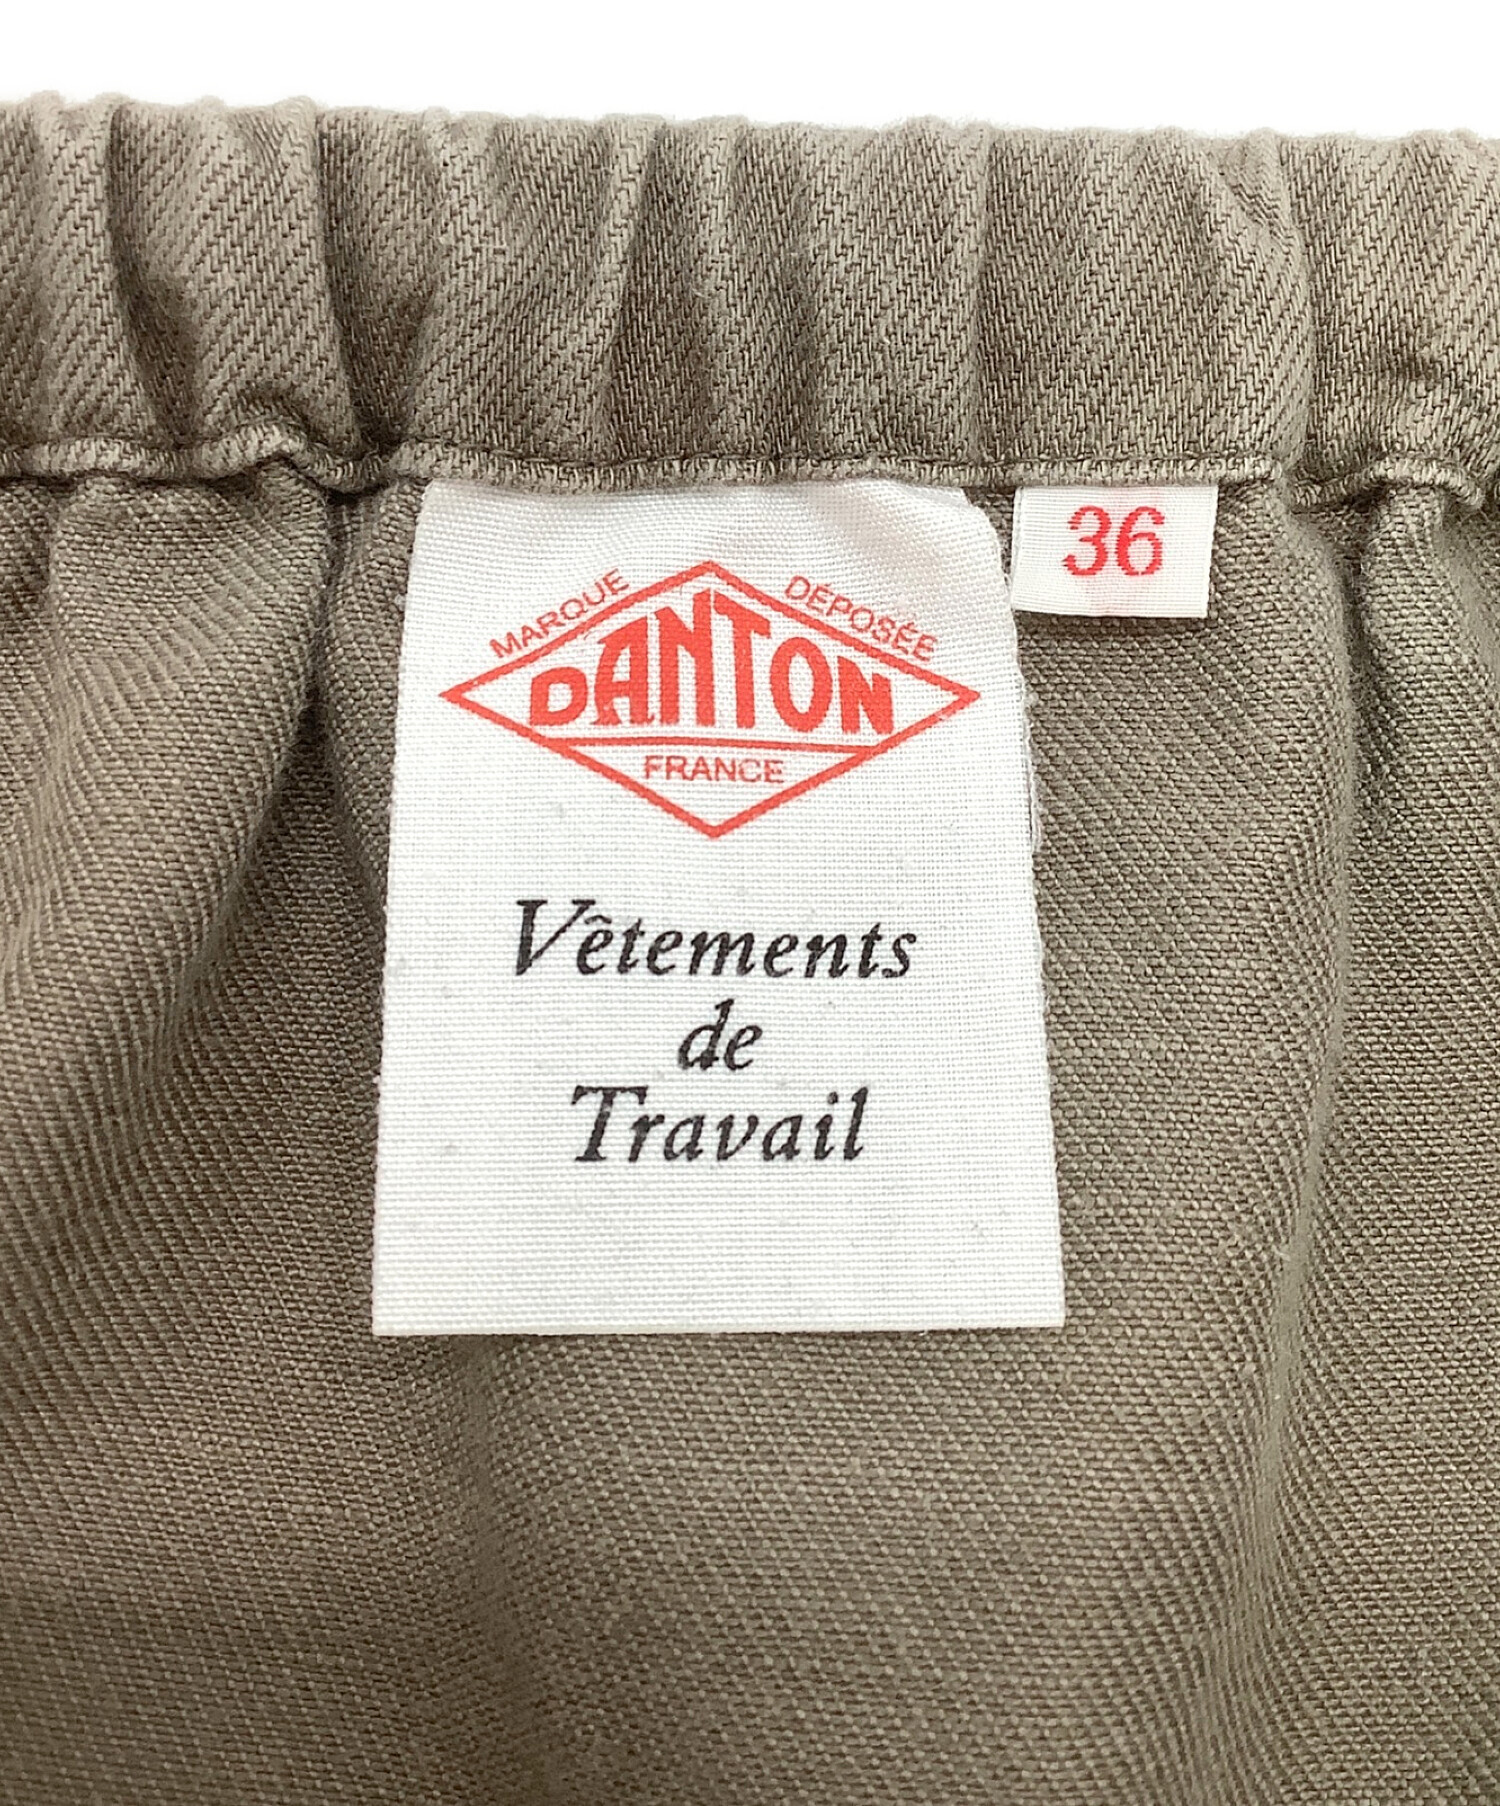 MARQUE DÉPOSÉE
DANTON
FRANCE
36
Vêtements
de
Travail